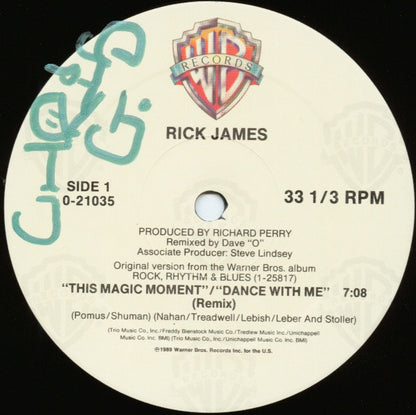 WB
RECORDS
RICK JAMES
SIDE 1
0-21035
33 1/3 RPM
PRODUCED BY RICHARD PERRY
Remixed by Dave "O"
Associate Producer: Steve Lindsey
Original version from the Warner Bros. album
ROCK, RHYTHM & BLUES (1-25817)
"THIS MAGIC MOMENT"/"DANCE WITH ME" 7:08
(Remix)
(Pomus/Shuman) (Nahan/Treadwell/Lebish/Leber And Stoller)
(Trio Music Co., Inc./Freddy Bienstock Music Co./Tredlew Music Inc./Unichappell
Music Co. Inc. BMI) (Trio Music Co., Inc./Unichappell Music Co. Inc. BMI)
℗1989 Warner Bros. Records Inc. for the U.S.